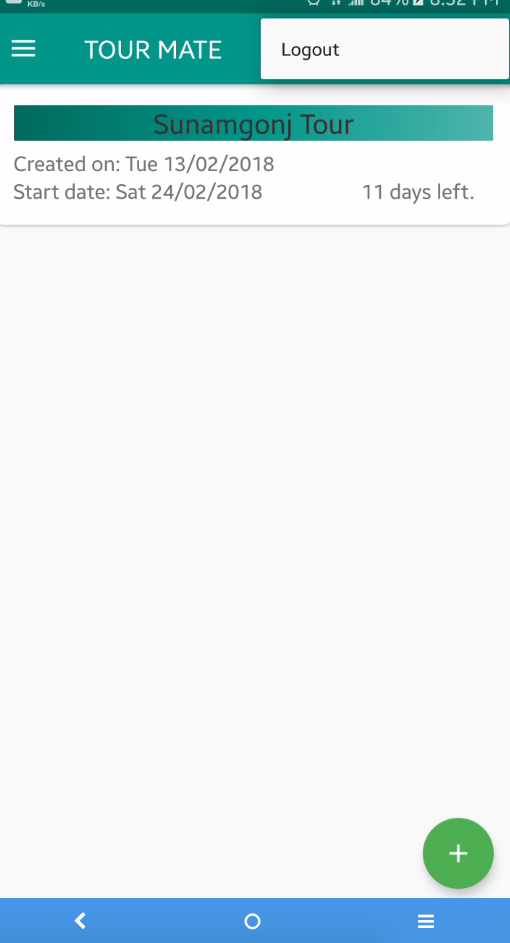 KB/s
TOUR MATE
Logout
Sunamgonj Tour
Created on: Tue 13/02/2018
Start date: Sat 24/02/2018 11 days left.
+